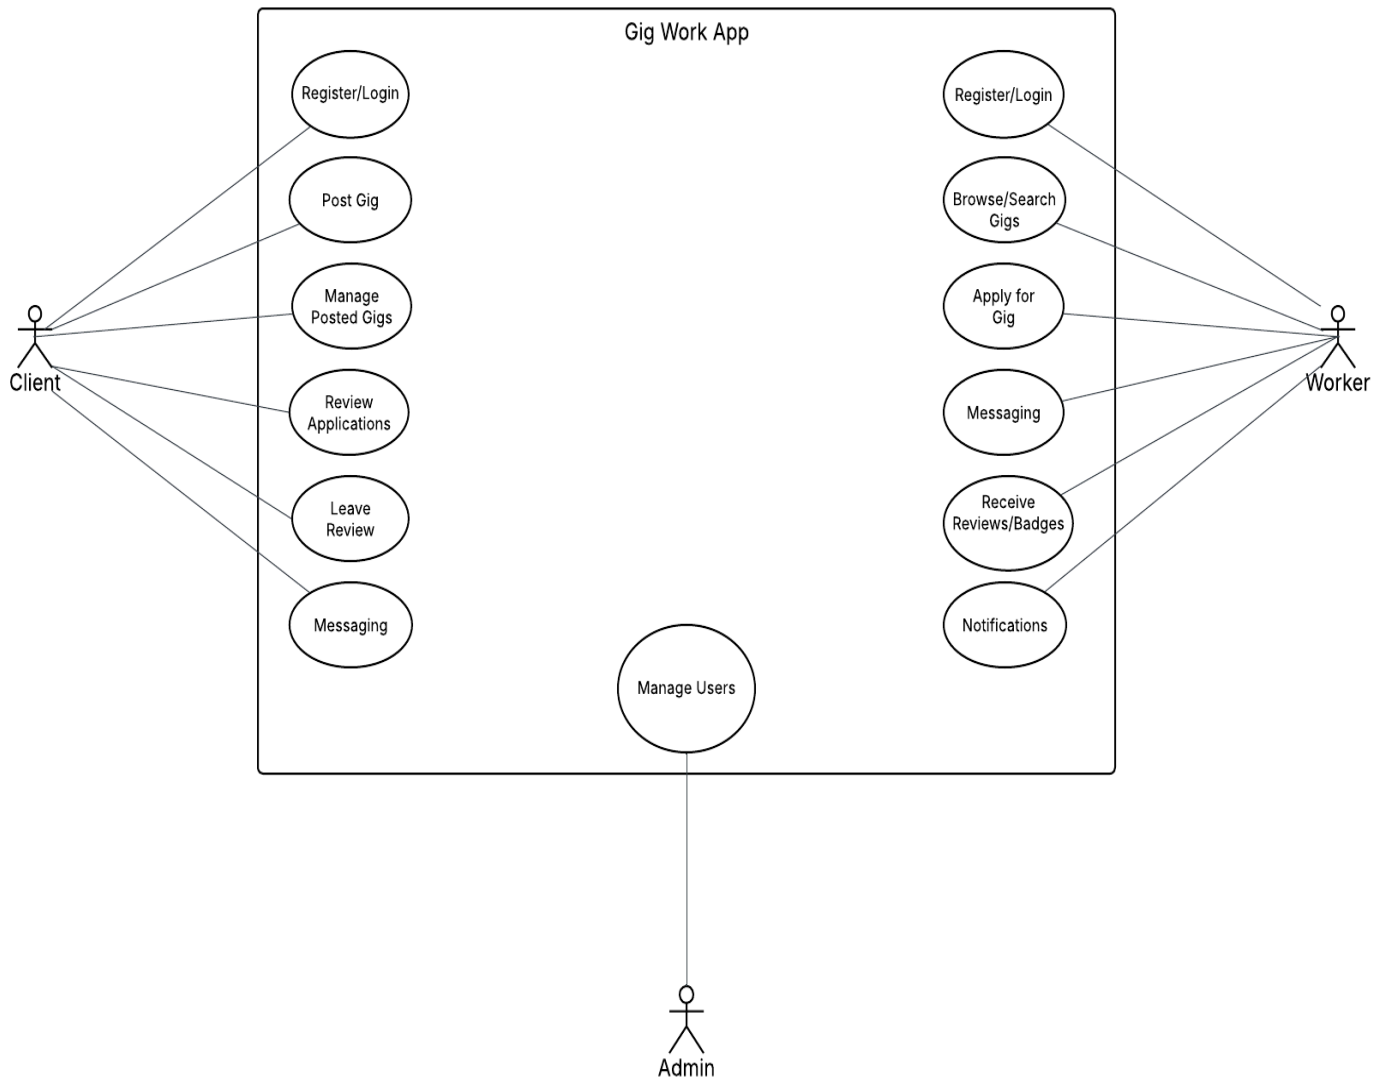 Gig Work App
Register/Login
Post Gig
Manage
Posted Gigs
Review
Applications
Leave
Review
Messaging
Register/Login
Browse/Search
Gigs
Apply for
Gig
Messaging
Receive
Reviews/Badges
Notifications
Manage Users
Client
Worker
Admin